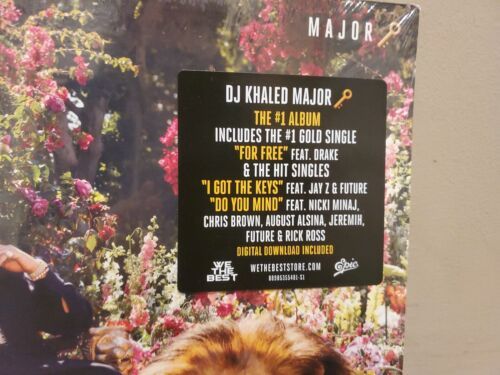 MAJOR
DJ KHALED MAJOR
THE #1 ALBUM
INCLUDES THE #1 GOLD SINGLE
"FOR FREE" FEAT. DRAKE
& THE HIT SINGLES
"I GOT THE KEYS" FEAT. JAY Z & FUTURE
"DO YOU MIND" FEAT. NICKI MINAJ,
CHRIS BROWN, AUGUST ALSINA, JEREMIH,
FUTURE & RICK ROSS
DIGITAL DOWNLOAD INCLUDED
WE
THE
BEST
WETHEBESTSTORE.COM
88985355481-S1
Epic